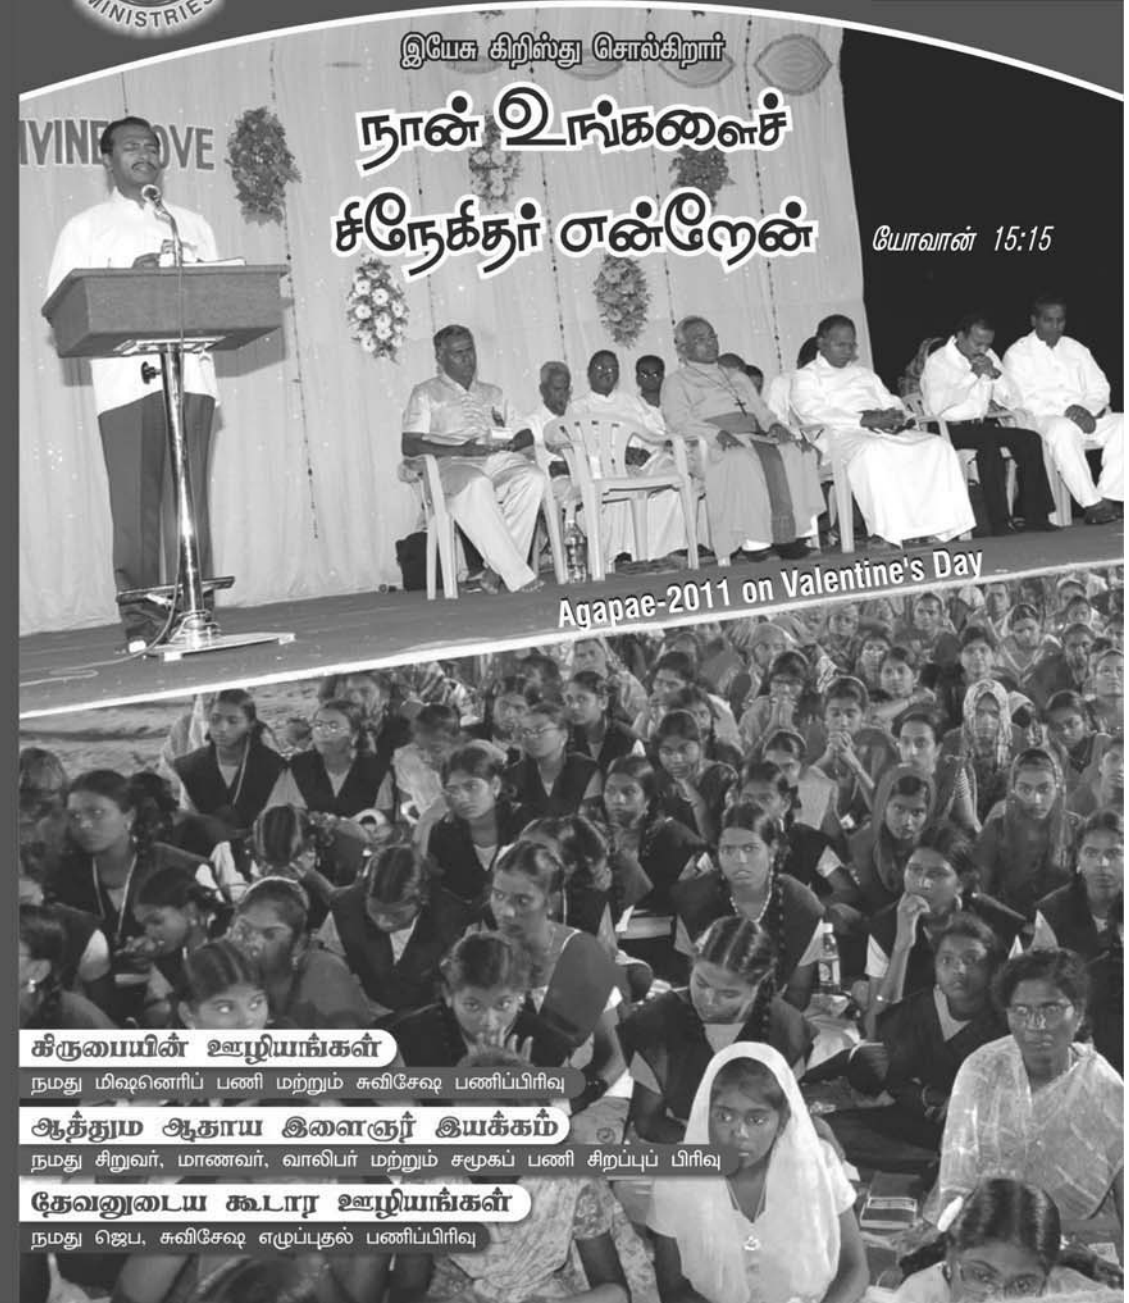 MINISTRIES
இயேசு கிறிஸ்து சொல்கிறார்
நான் உங்களைச்
சிநேகிதர் என்றேன்
யோவான் 15:15
IVINE OVE
Agapae-2011 on Valentine's Day
கிருபையின் ஊழியங்கள்
நமது மிஷனெரிப் பணி மற்றும் சுவிசேஷ பணிப்பிரிவு
ஆத்தும ஆதாய இளைஞர் இயக்கம்
நமது சிறுவர், மாணவர், வாலிபர் மற்றும் சமூகப் பணி சிறப்புப் பிரிவு
தேவனுடைய கூடார ஊழியங்கள்
நமது ஜெப, சுவிசேஷ எழுப்புதல் பணிப்பிரிவு